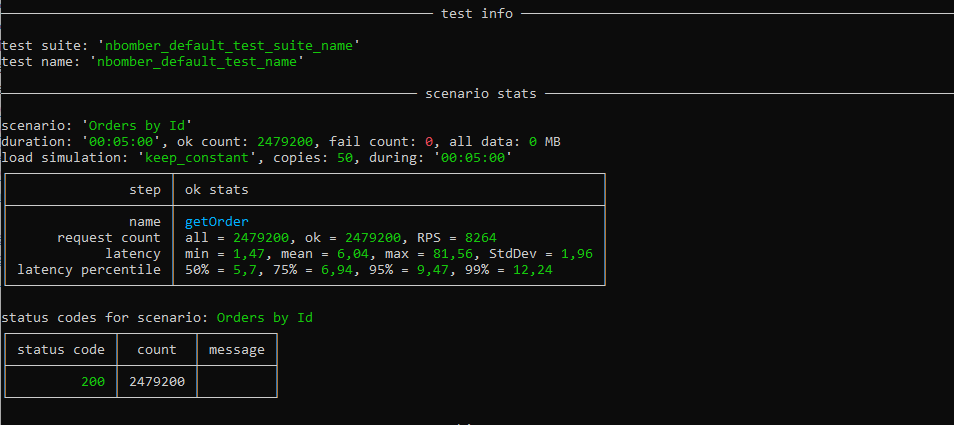 test info
test suite: 'nbomber_default_test_suite_name'
test name: 'nbomber_default_test_name'
scenario stats
scenario: 'Orders by Id'
duration: '00:05:00', ok count: 2479200, fail count: 0, all data: 0 MB
load simulation: 'keep_constant', copies: 50, during: '00:05:00'
step ok stats
name getOrder
request count all = 2479200, ok = 2479200, RPS = 8264
latency min = 1,47, mean = 6,04, max = 81,56, StdDev = 1,96
latency percentile 50% = 5,7, 75% = 6,94, 95% = 9,47, 99% = 12,24
status codes for scenario: Orders by Id
status code count message
200 2479200